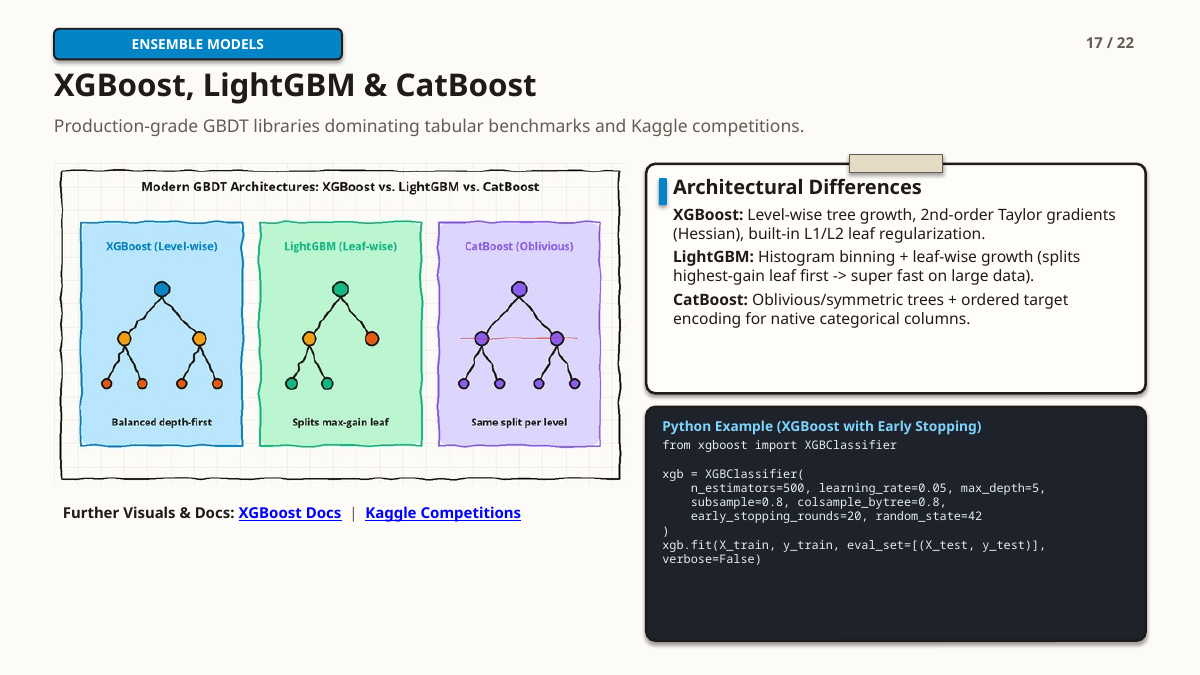 ENSEMBLE MODELS
17 / 22
XGBoost, LightGBM & CatBoost
Production-grade GBDT libraries dominating tabular benchmarks and Kaggle competitions.
Modern GBDT Architectures: XGBoost vs. LightGBM vs. CatBoost
XGBoost (Level-wise)
Balanced depth-first
LightGBM (Leaf-wise)
Splits max-gain leaf
CatBoost (Oblivious)
Same split per level
Further Visuals & Docs: XGBoost Docs | Kaggle Competitions
Architectural Differences
XGBoost: Level-wise tree growth, 2nd-order Taylor gradients
(Hessian), built-in L1/L2 leaf regularization.
LightGBM: Histogram binning + leaf-wise growth (splits
highest-gain leaf first -> super fast on large data).
CatBoost: Oblivious/symmetric trees + ordered target
encoding for native categorical columns.
Python Example (XGBoost with Early Stopping)
from xgboost import XGBClassifier
xgb = XGBClassifier(
    n_estimators=500, learning_rate=0.05, max_depth=5,
    subsample=0.8, colsample_bytree=0.8,
    early_stopping_rounds=20, random_state=42
)
xgb.fit(X_train, y_train, eval_set=[(X_test, y_test)],
verbose=False)